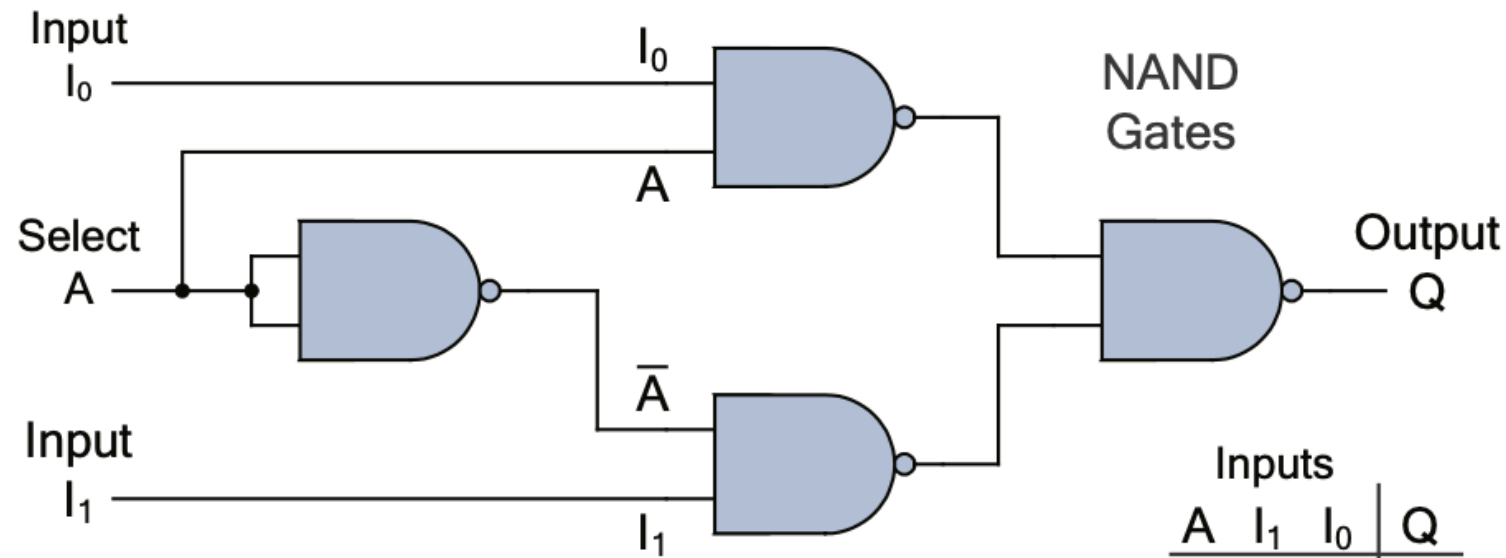 Input
I₀
I₀
A
NAND
Gates
Select
A
Output
Q
A̅
Input
I₁
I₁
Inputs
A I₁ I₀ Q